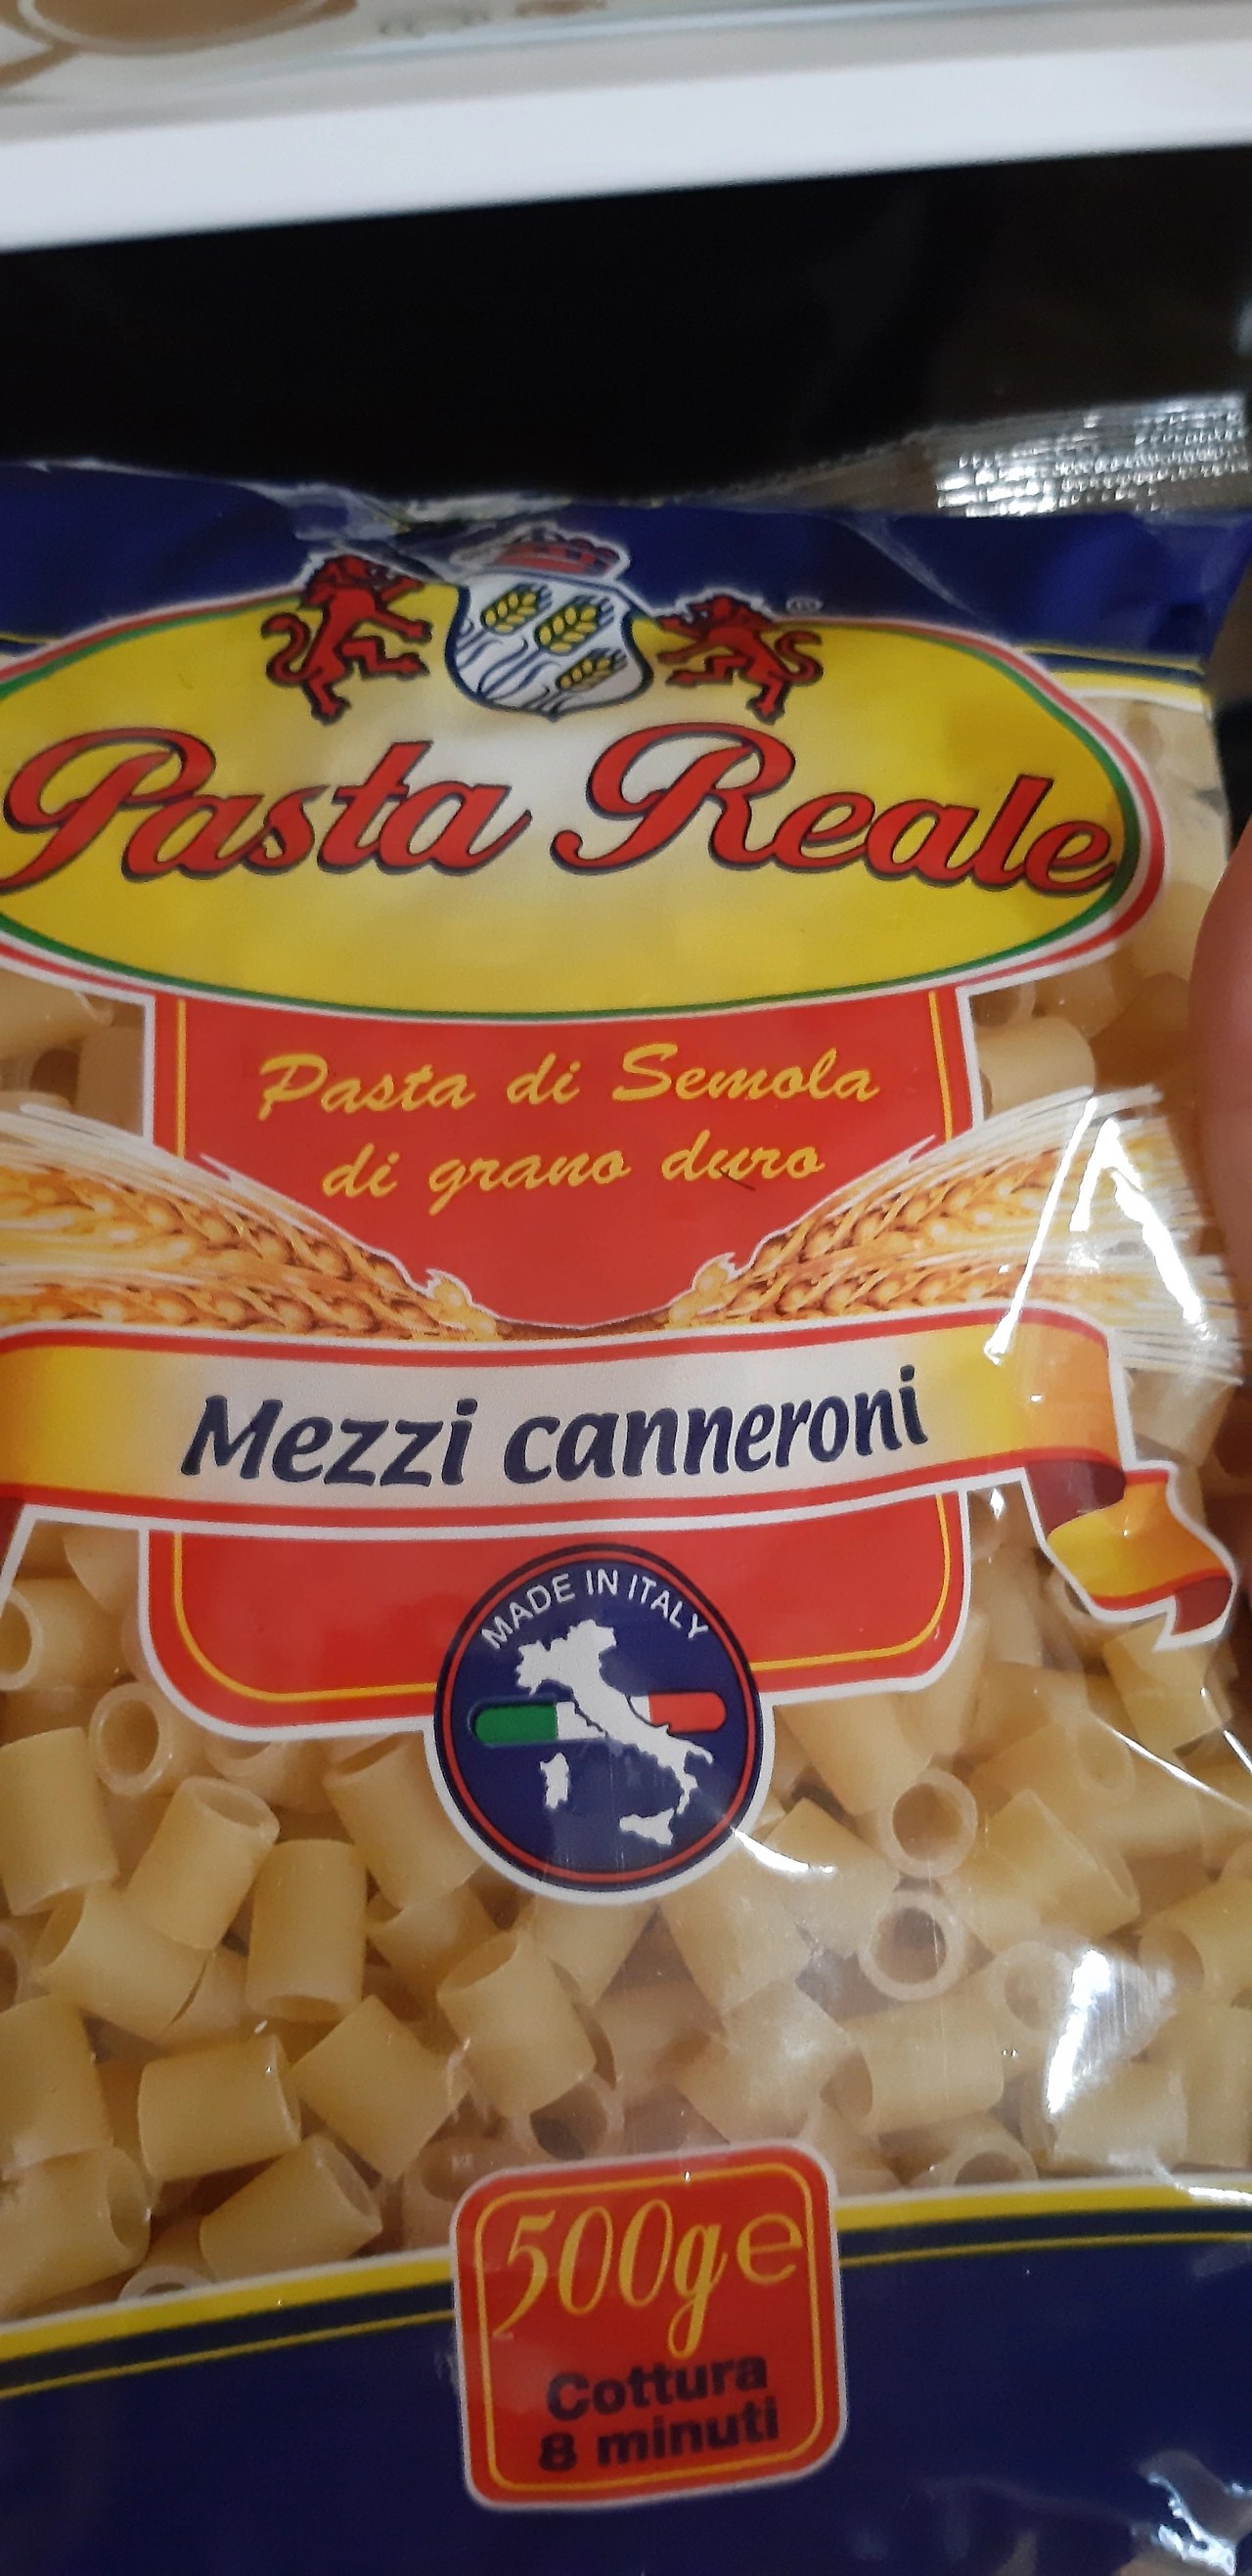 ®
Pasta Reale
Pasta di Semola
di grano duro
Mezzi canneroni
MADE IN ITALY
500g e
Cottura
8 minuti